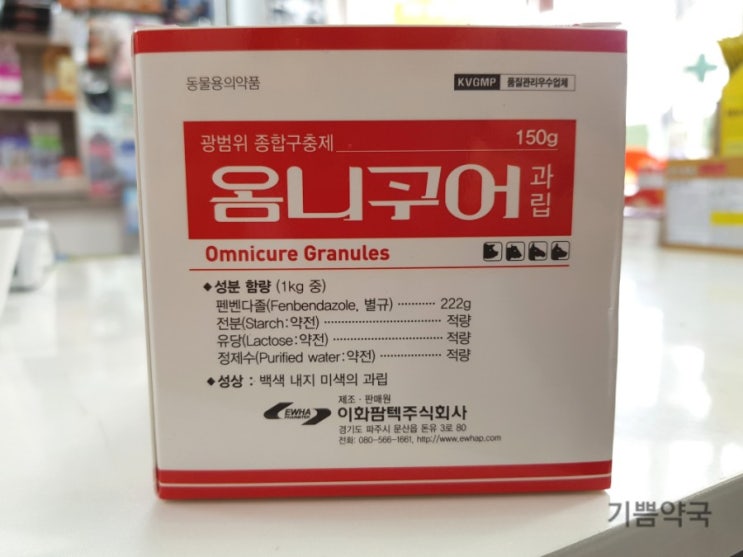 동물용의약품
KVGMP 품질관리우수업체
광범위 종합구충제 150g
옴니쿠어 과립
Omnicure Granules
◆성분 함량 (1kg 중)
펜벤다졸(Fenbendazole, 별규) ··········· 222g
전분(Starch:약전) ··········· 적량
유당(Lactose:약전) ··········· 적량
정제수(Purified water:약전) ··········· 적량
◆성상 : 백색 내지 미색의 과립
제조·판매원
EWHA
이화팜텍주식회사
경기도 파주시 문산읍 돈유 3로 80
전화: 080-566-1661, http://www.ewhap.com
기쁨약국